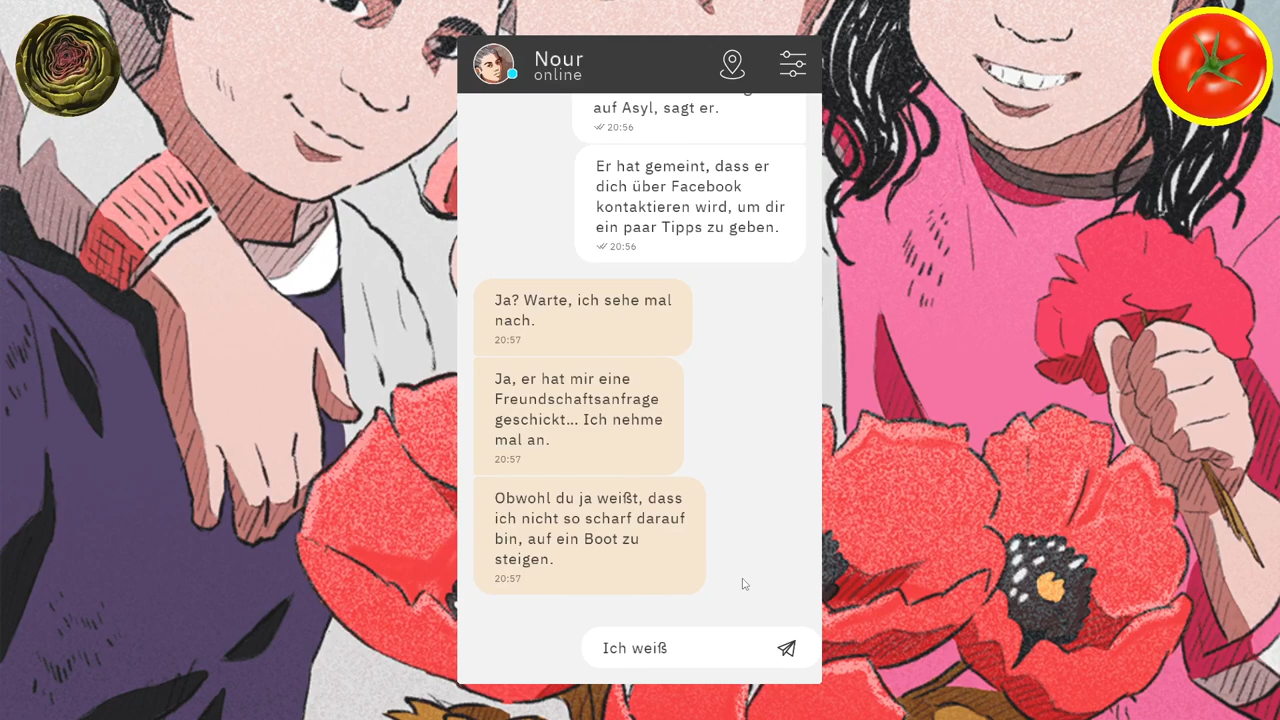 Nour
online
auf Asyl, sagt er.
20:56
Er hat gemeint, dass er
dich über Facebook
kontaktieren wird, um dir
ein paar Tipps zu geben.
20:56
Ja? Warte, ich sehe mal
nach.
20:57
Ja, er hat mir eine
Freundschaftsanfrage
geschickt... Ich nehme
mal an.
20:57
Obwohl du ja weißt, dass
ich nicht so scharf darauf
bin, auf ein Boot zu
steigen.
20:57
Ich weiß